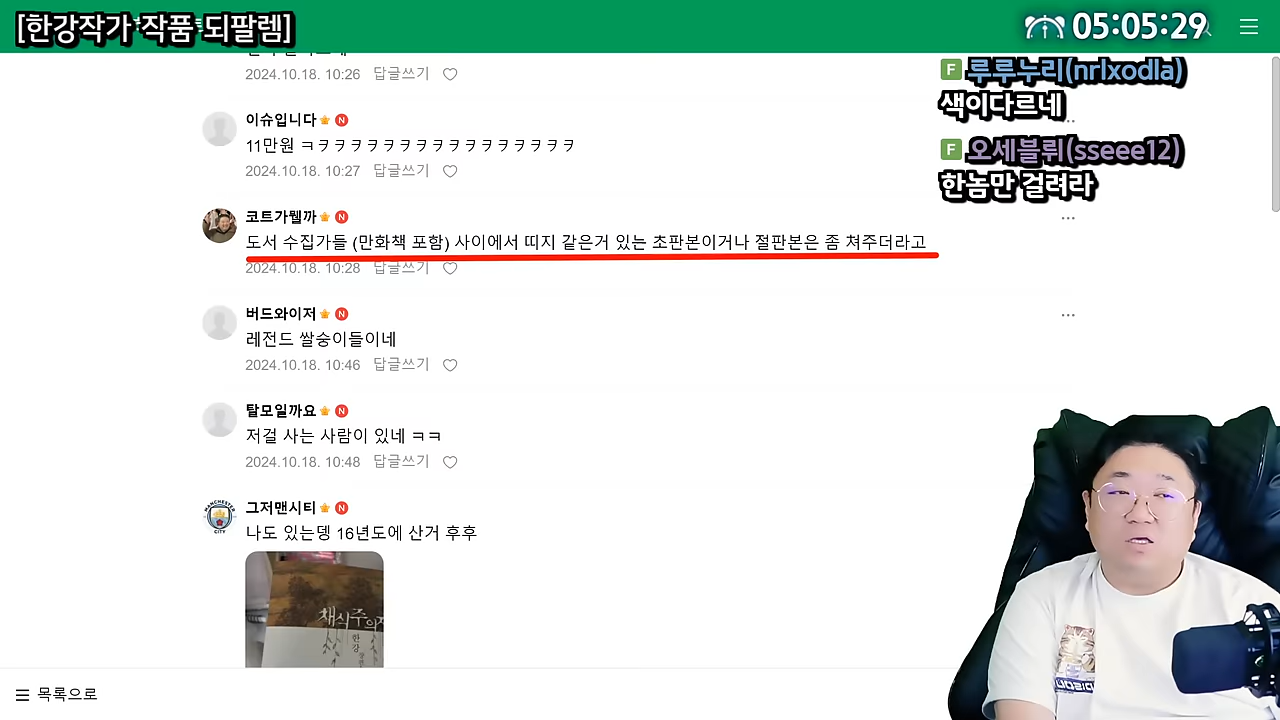 [한강작가 작품 되팔렘]
05:05:29
2024.10.18. 10:26 답글쓰기
이슈입니다
11만원 ㅋㅋㅋㅋㅋㅋㅋㅋㅋㅋㅋㅋㅋㅋㅋㅋㅋ
2024.10.18. 10:27 답글쓰기
코트가뷀까
도서 수집가들 (만화책 포함) 사이에서 띠지 같은거 있는 초판본이거나 절판본은 좀 쳐주더라고
2024.10.18. 10:28 답글쓰기
버드와이저
레전드 쌀숭이들이네
2024.10.18. 10:46 답글쓰기
탈모일까요
저걸 사는 사람이 있네 ㅋㅋ
2024.10.18. 10:48 답글쓰기
그저맨시티
나도 있는뎅 16년도에 산거 후후
채식주의자
한강
목록으로
F 루루누리(nrlxodla)
색이다르네
F 오세블뤼(sseee12)
한놈만 걸려라
MANCHESTER
CITY